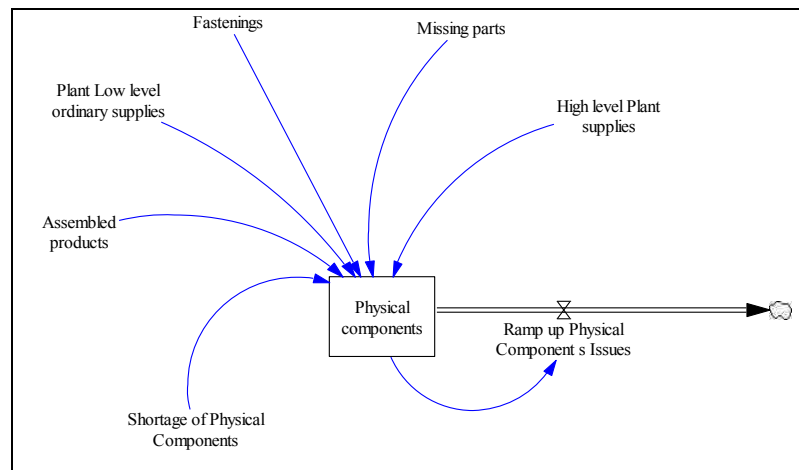 Fastenings
Missing parts
Plant Low level
ordinary supplies
High level Plant
supplies
Assembled
products
Physical
components
Ramp up Physical
Component s Issues
Shortage of Physical
Components